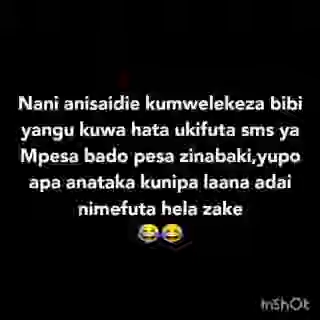 Nani anisaidie kumwelekeza bibi
yangu kuwa hata ukifuta sms ya
Mpesa bado pesa zinabaki,yupo
apa anataka kunipa laana adai
nimefuta hela zake
😂😂
mShOt